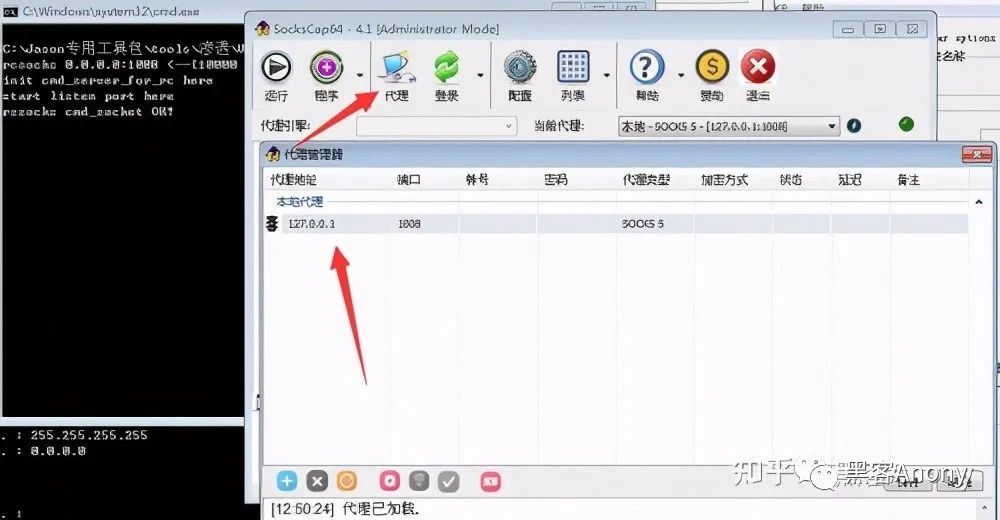 C:\Windows\system32\cmd.exe
C:\Jason专用工具包\tools\渗透\
rssocks 0.0.0.0:1008 <--[10000
init cmd_server_for_rc here
start listen port here
rssocks cmd_socket OK!
. : 255.255.255.255
. : 0.0.0.0
SocksCap64 - 4.1 [Administrator Mode]
运行 程序 代理 登录 配置 列表 帮助 赞助 退出
代理引擎: 当前代理: 本地 - SOCKS 5 - [127.0.0.1:1008]
代理管理器
代理地址 端口 帐号 密码 代理类型 加密方式 状态 延迟 备注
本地代理
127.0.0.1 1008 SOCKS 5
[12:50:24] 代理已加载.
知乎 黑客Anony